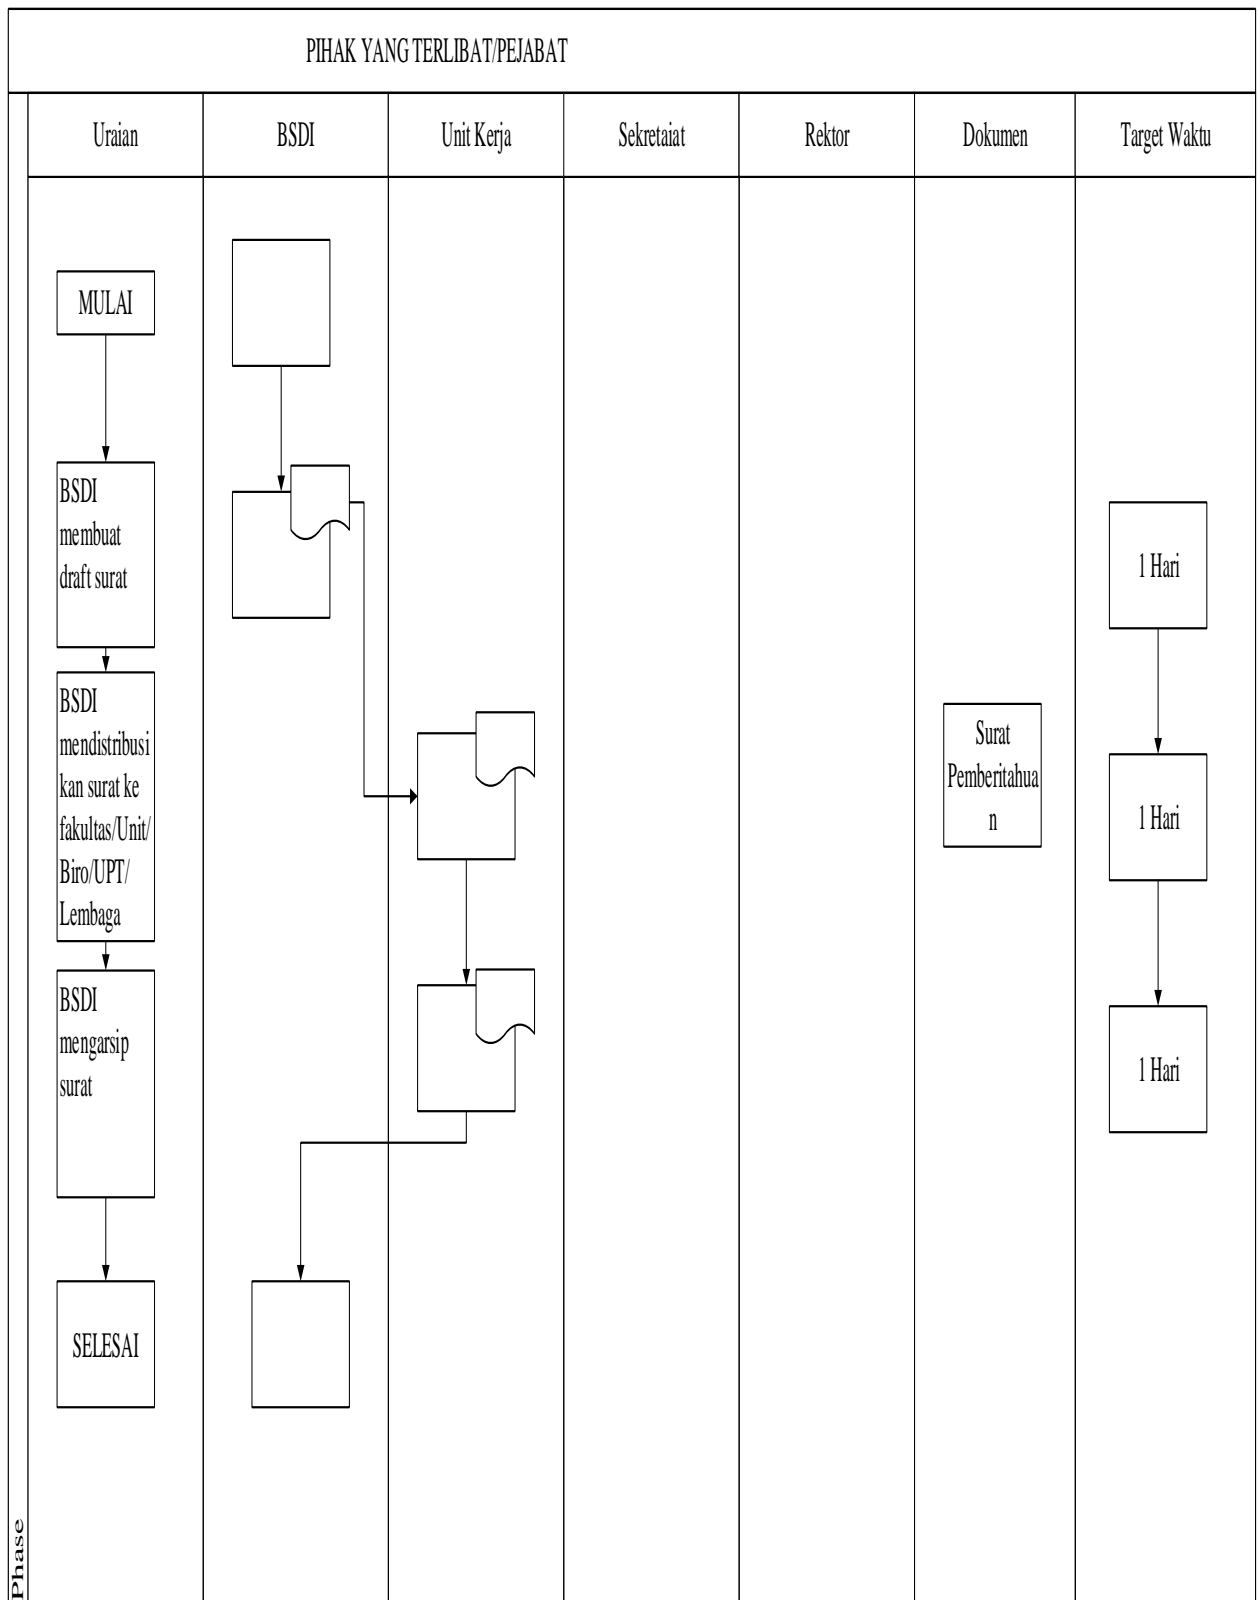 PIHAK YANG TERLIBAT/PEJABAT
Uraian
BSDI
Unit Kerja
Sekretaiat
Rektor
Dokumen
Target Waktu
MULAI
BSDI
membuat
draft surat
1 Hari
BSDI
mendistribusi
kan surat ke
fakultas/Unit/
Biro/UPT/
Lembaga
Surat
Pemberitahua
n
1 Hari
BSDI
mengarsip
surat
1 Hari
SELESAI
Phase